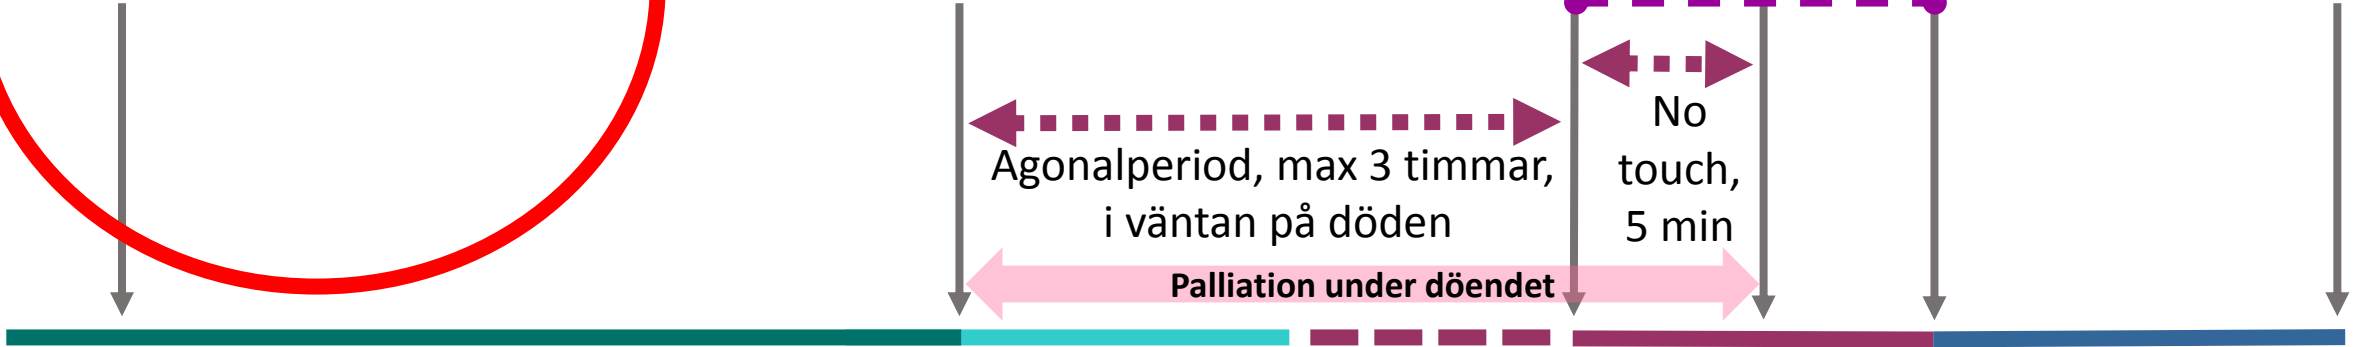 Agonalperiod, max 3 timmar,
i väntan på döden
No
touch,
5 min
Palliation under döendet